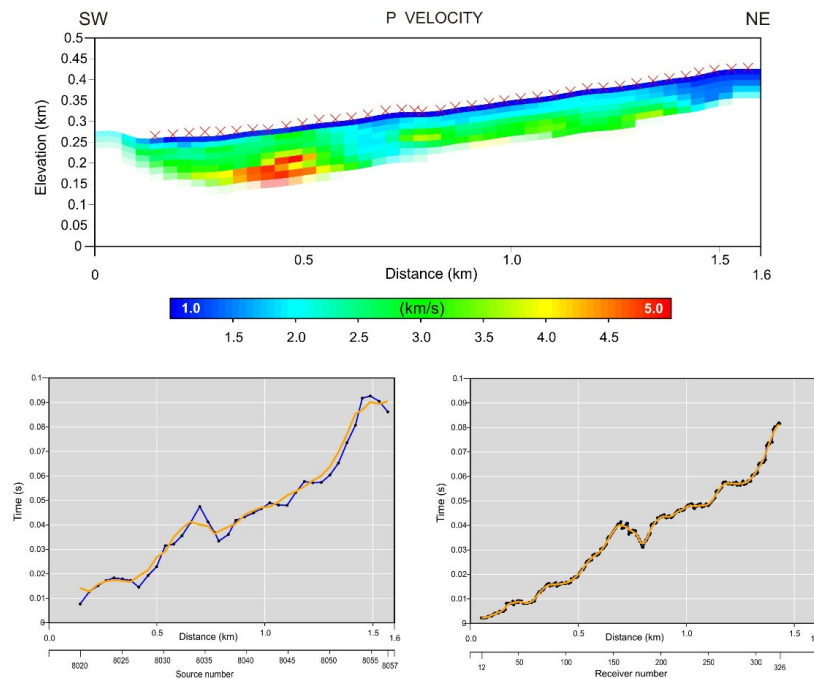 SW P VELOCITY NE
0.5
0.45
0.4
0.35
0.3
0.25
0.2
0.15
0.1
0.05
0
Elevation (km)
0 0.5 1.0 1.5 1.6
Distance (km)
1.0 (km/s) 5.0
1.5 2.0 2.5 3.0 3.5 4.0 4.5
0.1
0.09
0.08
0.07
0.06
0.05
0.04
0.03
0.02
0.01
0
Time (s)
0.0 0.5 1.0 1.5 1.6
Distance (km)
8020 8025 8030 8035 8040 8045 8050 8055 8057
Source number
0.1
0.09
0.08
0.07
0.06
0.05
0.04
0.03
0.02
0.01
0
Time (s)
0.0 0.5 1.0 1.5 1.6
Distance (km)
12 50 100 150 200 250 300 326
Receiver number